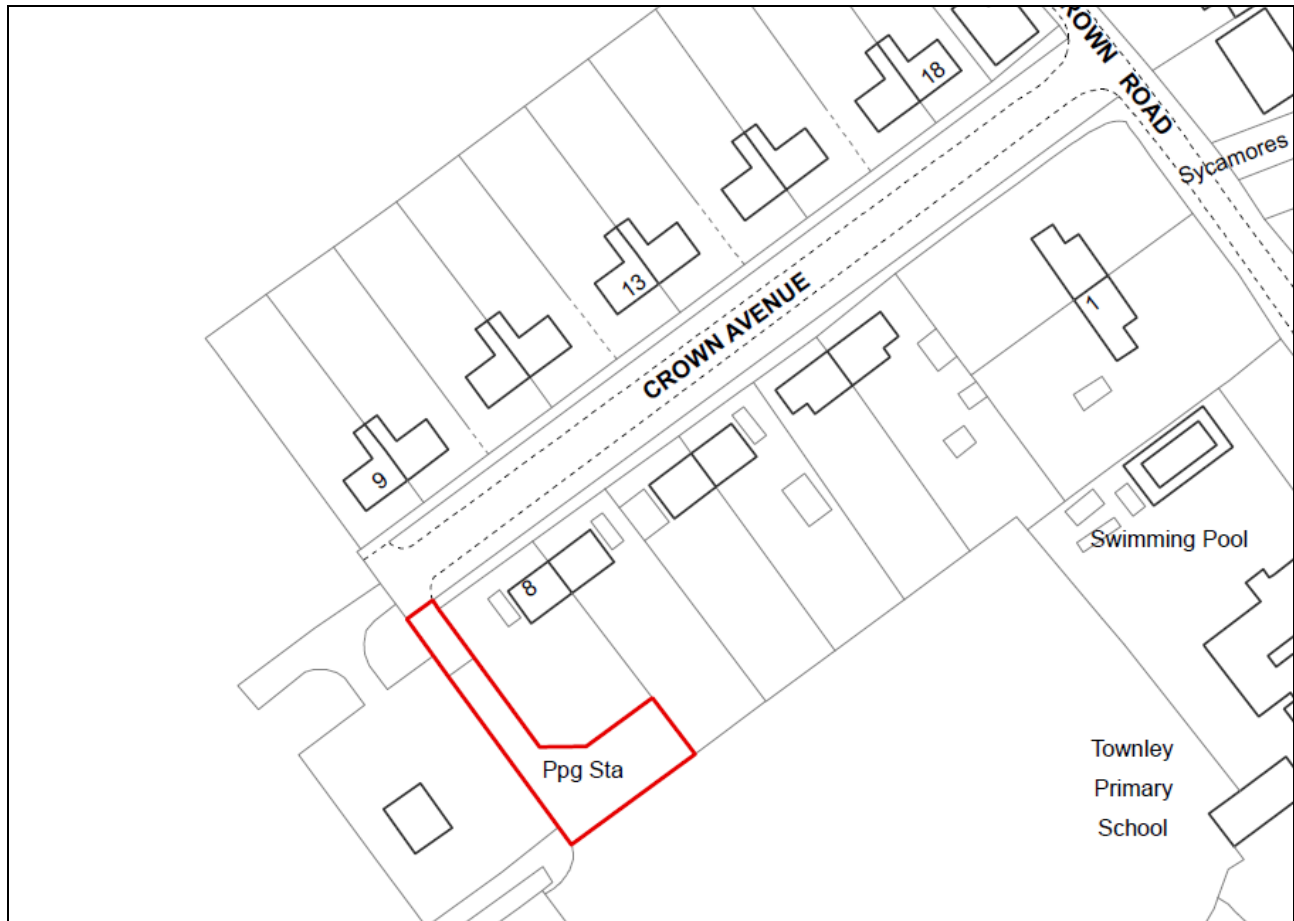 ROWN ROAD
18
Sycamores
13
CROWN AVENUE
1
9
Swimming Pool
8
Townley
Primary
School
Ppg Sta